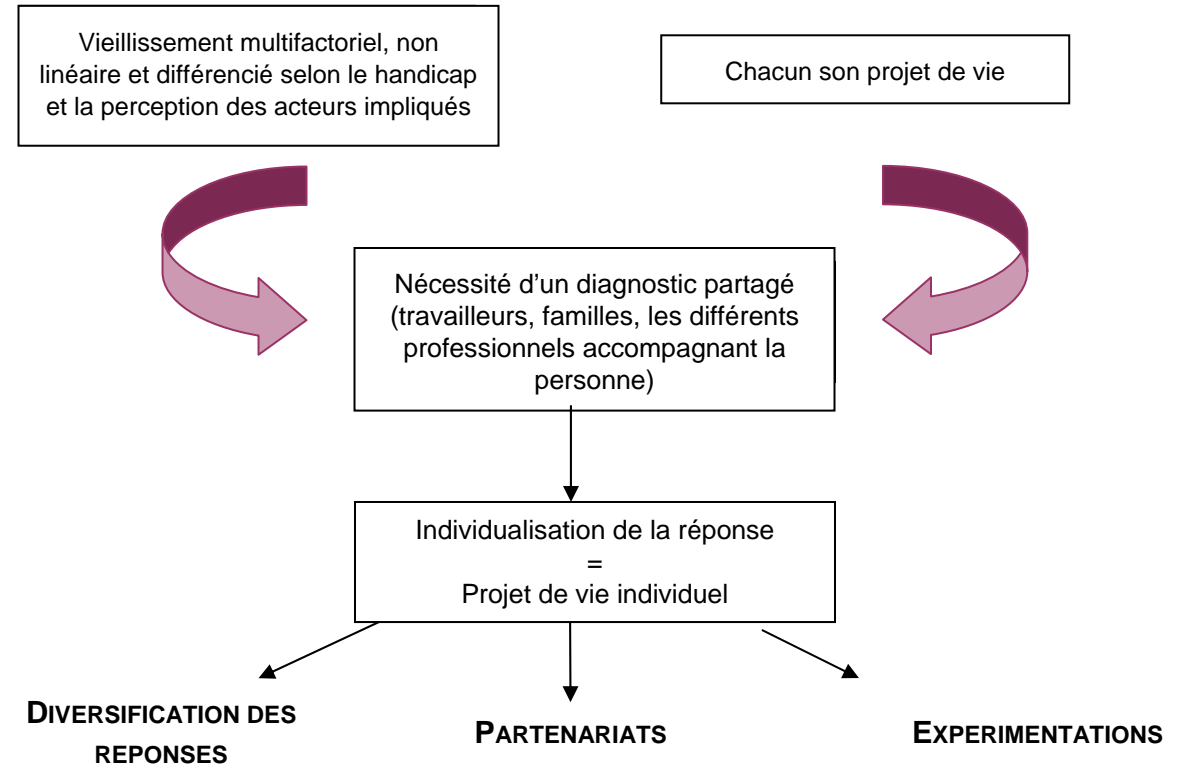 Vieillissement multifactoriel, non
linéaire et différencié selon le handicap
et la perception des acteurs impliqués
Chacun son projet de vie
Nécessité d'un diagnostic partagé
(travailleurs, familles, les différents
professionnels accompagnant la
personne)
Individualisation de la réponse
=
Projet de vie individuel
DIVERSIFICATION DES
REPONSES
PARTENARIATS
EXPERIMENTATIONS